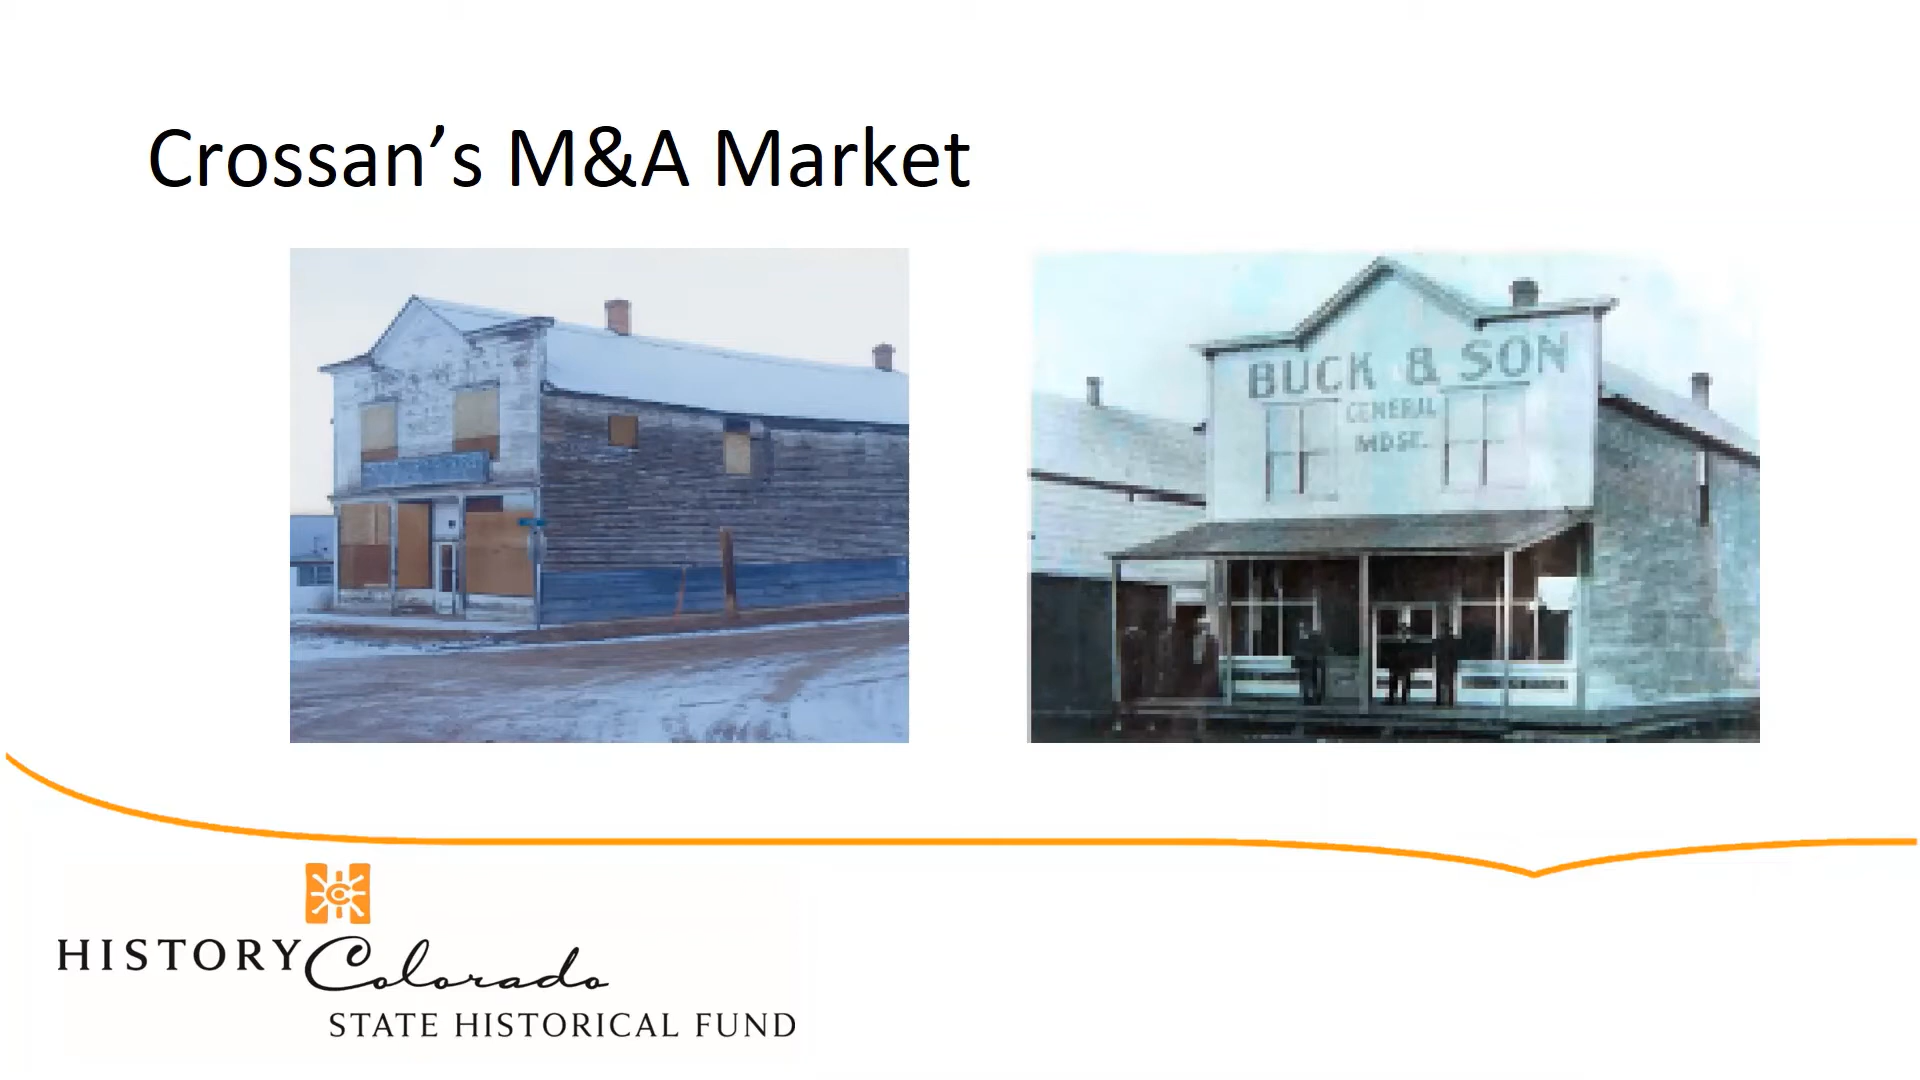 Crossan’s M&A Market
BUCK & SON
GENERAL
MDSE.
HISTORY Colorado
STATE HISTORICAL FUND